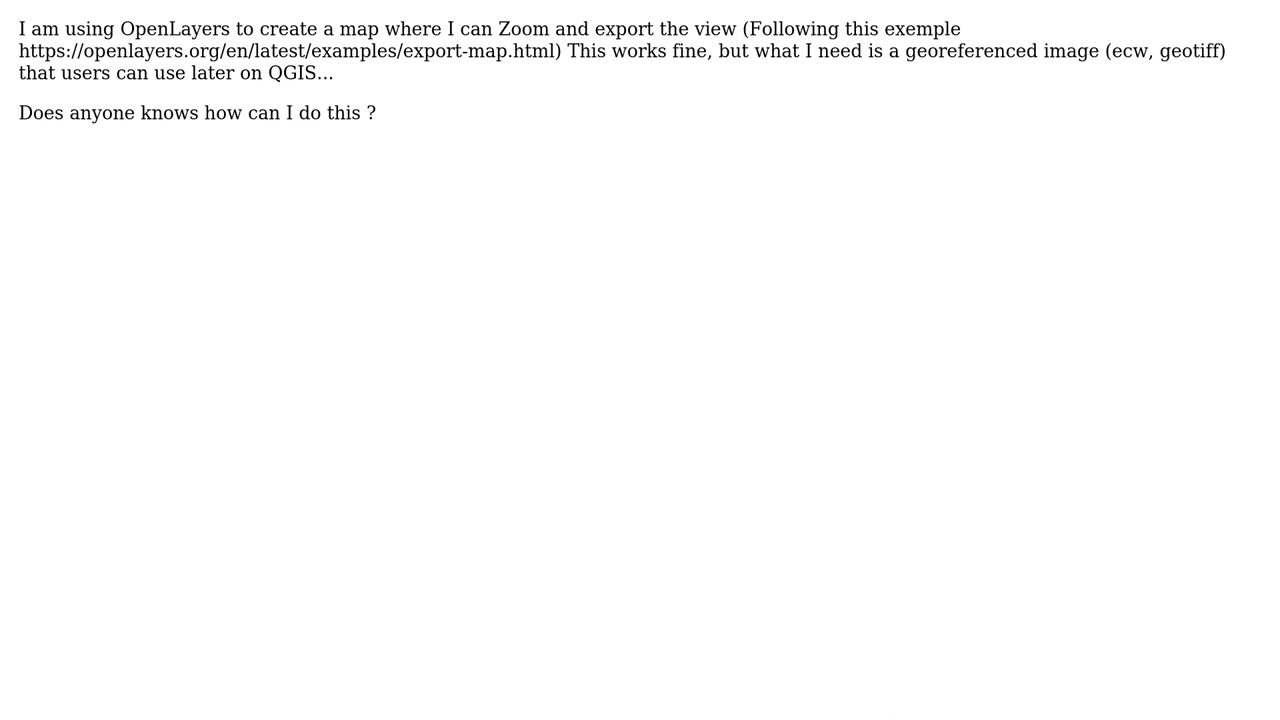 I am using OpenLayers to create a map where I can Zoom and export the view (Following this exemple
https://openlayers.org/en/latest/examples/export-map.html) This works fine, but what I need is a georeferenced image (ecw, geotiff)
that users can use later on QGIS...
Does anyone knows how can I do this ?